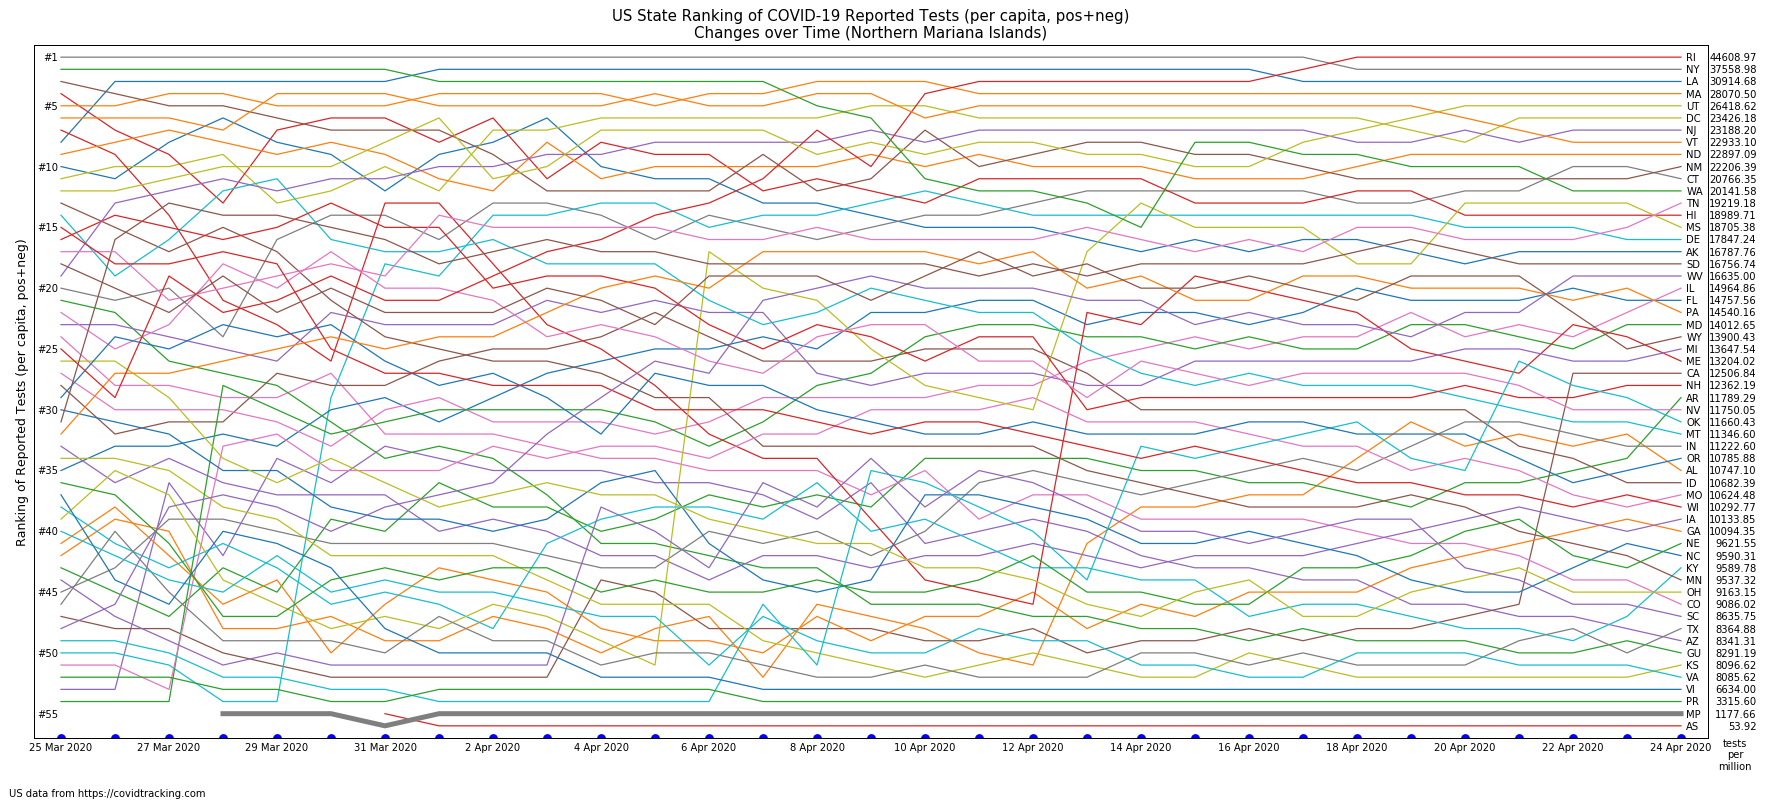 US State Ranking of COVID-19 Reported Tests (per capita, pos+neg)
Changes over Time (Northern Mariana Islands)
Ranking of Reported Tests (per capita, pos+neg)
#1
#5
#10
#15
#20
#25
#30
#35
#40
#45
#50
#55
RI 44608.97
NY 37558.98
LA 30914.68
MA 28070.50
UT 26418.62
DC 23426.18
NJ 23188.20
VT 22933.10
ND 22897.09
NM 22206.39
CT 20766.35
WA 20141.58
TN 19219.18
HI 18989.71
MS 18705.38
DE 17847.24
AK 16787.76
SD 16756.74
WV 16635.00
IL 14964.86
FL 14757.56
PA 14540.16
MD 14012.65
WY 13900.43
MI 13647.54
ME 13204.02
CA 12506.84
NH 12362.19
AR 11789.29
NV 11750.05
OK 11660.43
MT 11346.60
IN 11222.60
OR 10785.88
AL 10747.10
ID 10682.39
MO 10624.48
WI 10292.77
IA 10133.85
GA 10094.35
NE 9621.55
NC 9590.31
KY 9589.78
MN 9537.32
OH 9163.15
CO 9086.02
SC 8635.75
TX 8364.88
AZ 8341.31
GU 8291.19
KS 8096.62
VA 8085.62
VI 6634.00
PR 3315.60
MP 1177.66
AS 53.92
25 Mar 2020 27 Mar 2020 29 Mar 2020 31 Mar 2020 2 Apr 2020 4 Apr 2020 6 Apr 2020 8 Apr 2020 10 Apr 2020 12 Apr 2020 14 Apr 2020 16 Apr 2020 18 Apr 2020 20 Apr 2020 22 Apr 2020 24 Apr 2020
tests
per
million
US data from https://covidtracking.com